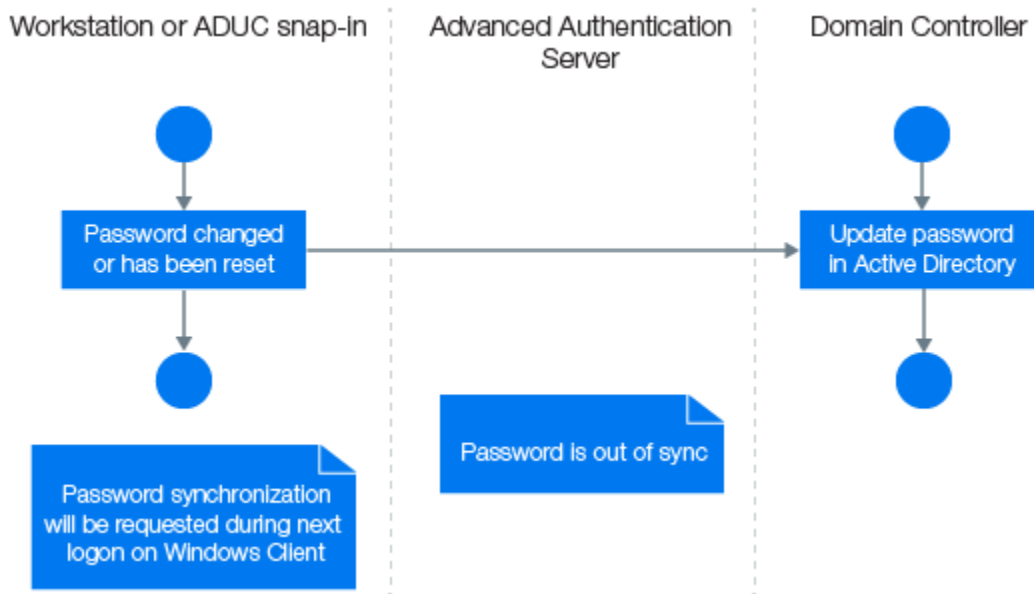 Workstation or ADUC snap-in
Advanced Authentication
Server
Domain Controller
Password changed
or has been reset
Update password
in Active Directory
Password is out of sync
Password synchronization
will be requested during next
logon on Windows Client